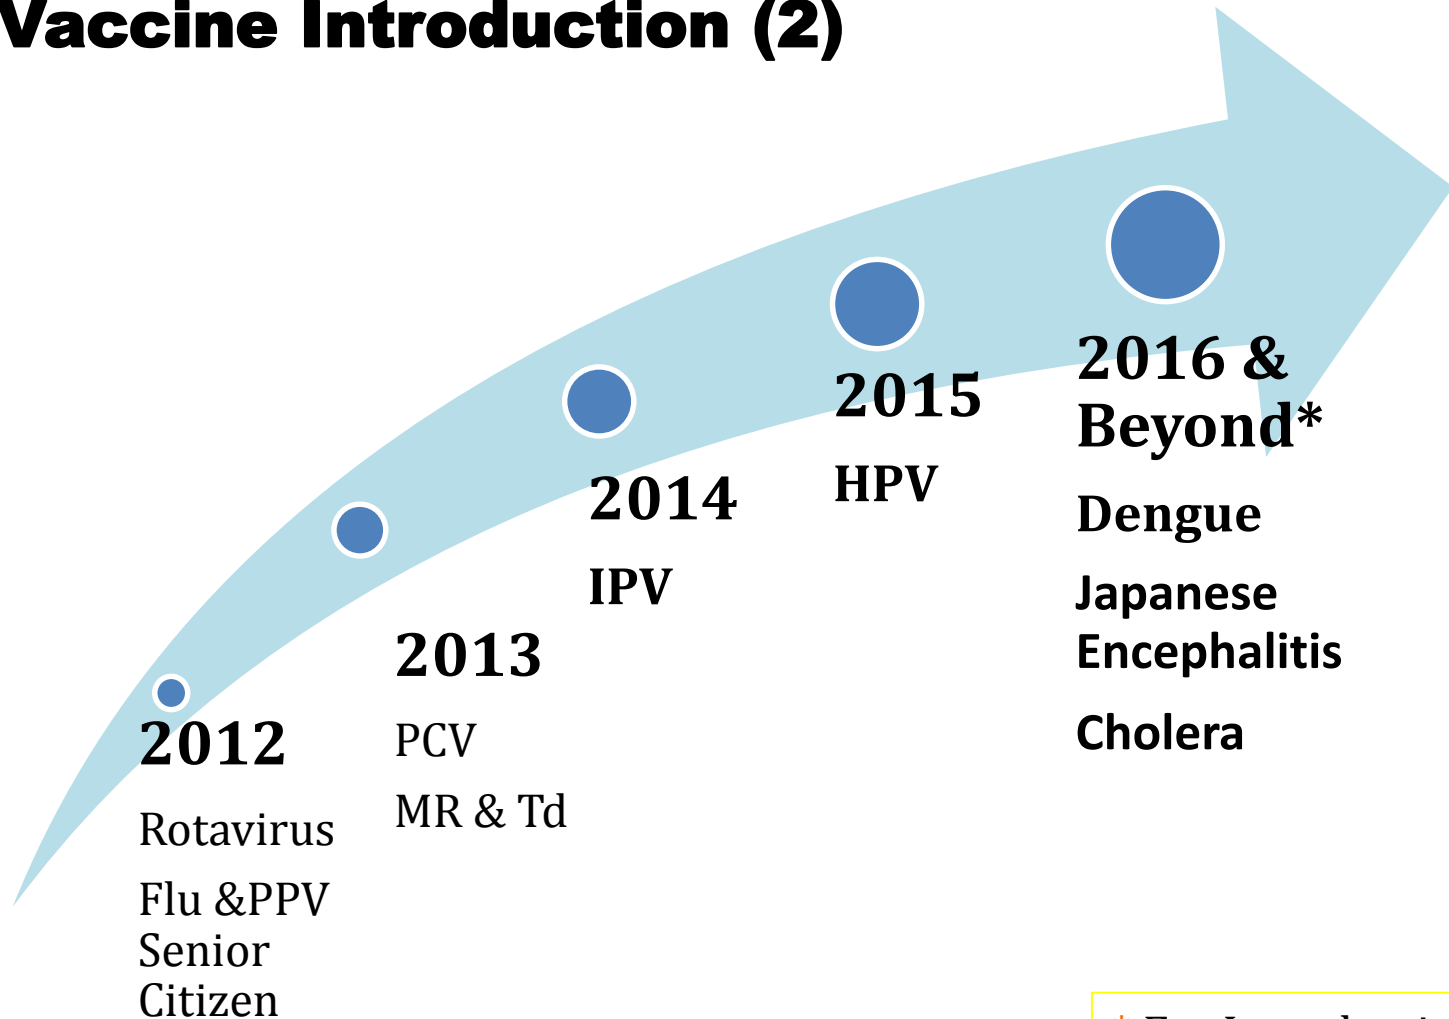 Vaccine Introduction (2)
2012
Rotavirus
Flu &PPV
Senior
Citizen
2013
PCV
MR & Td
2014
IPV
2015
HPV
2016 &
Beyond*
Dengue
Japanese
Encephalitis
Cholera
*